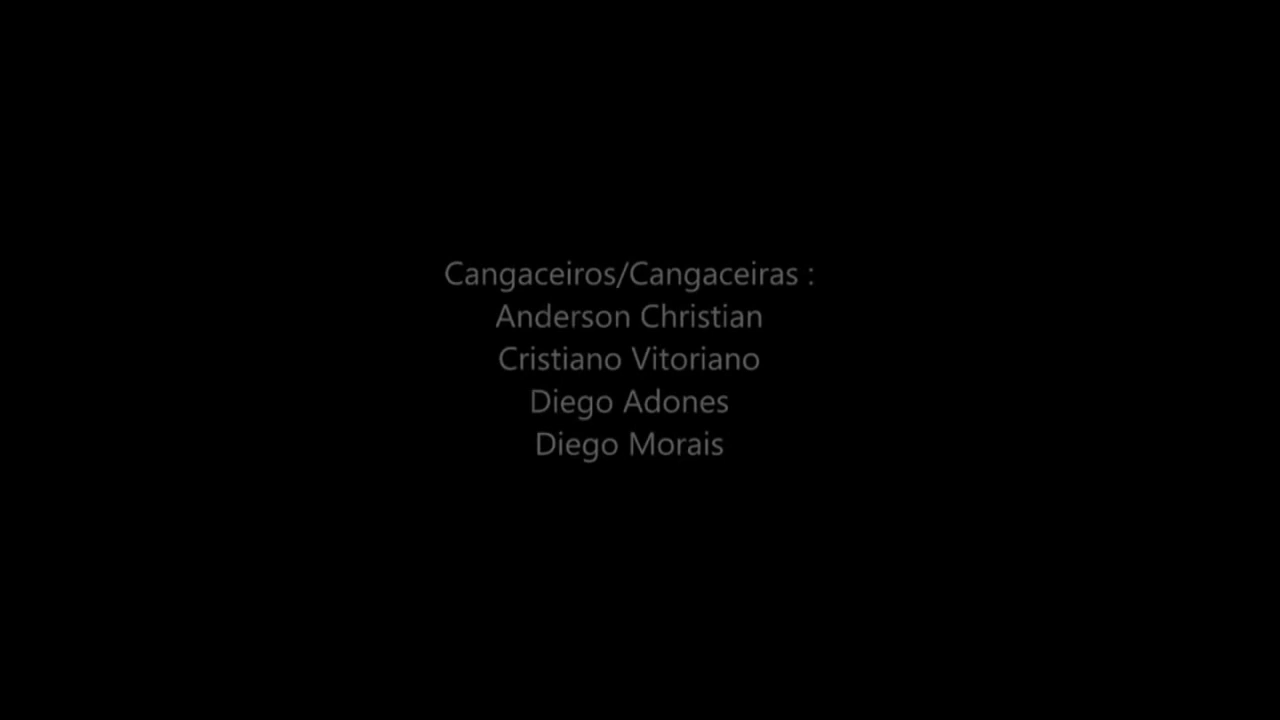 Cangaceiros/Cangaceiras :
Anderson Christian
Cristiano Vitoriano
Diego Adones
Diego Morais